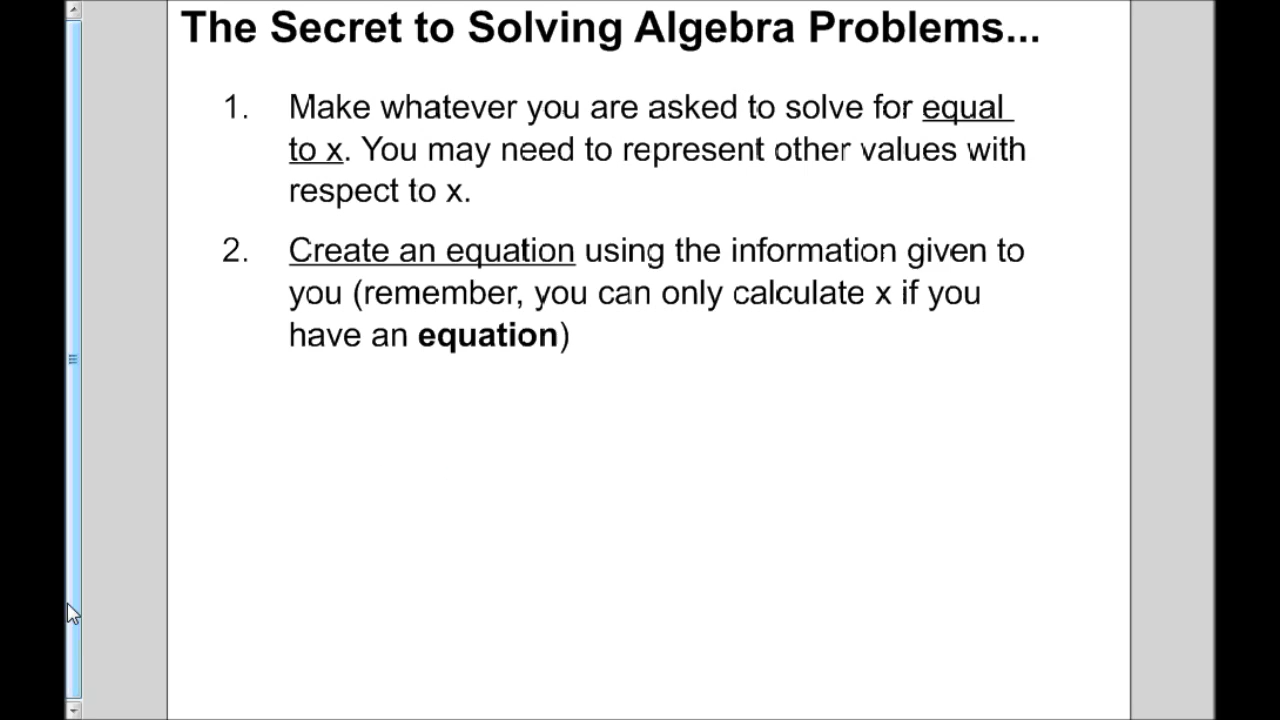 The Secret to Solving Algebra Problems...
1. Make whatever you are asked to solve for equal
to x. You may need to represent other values with
respect to x.
2. Create an equation using the information given to
you (remember, you can only calculate x if you
have an equation)